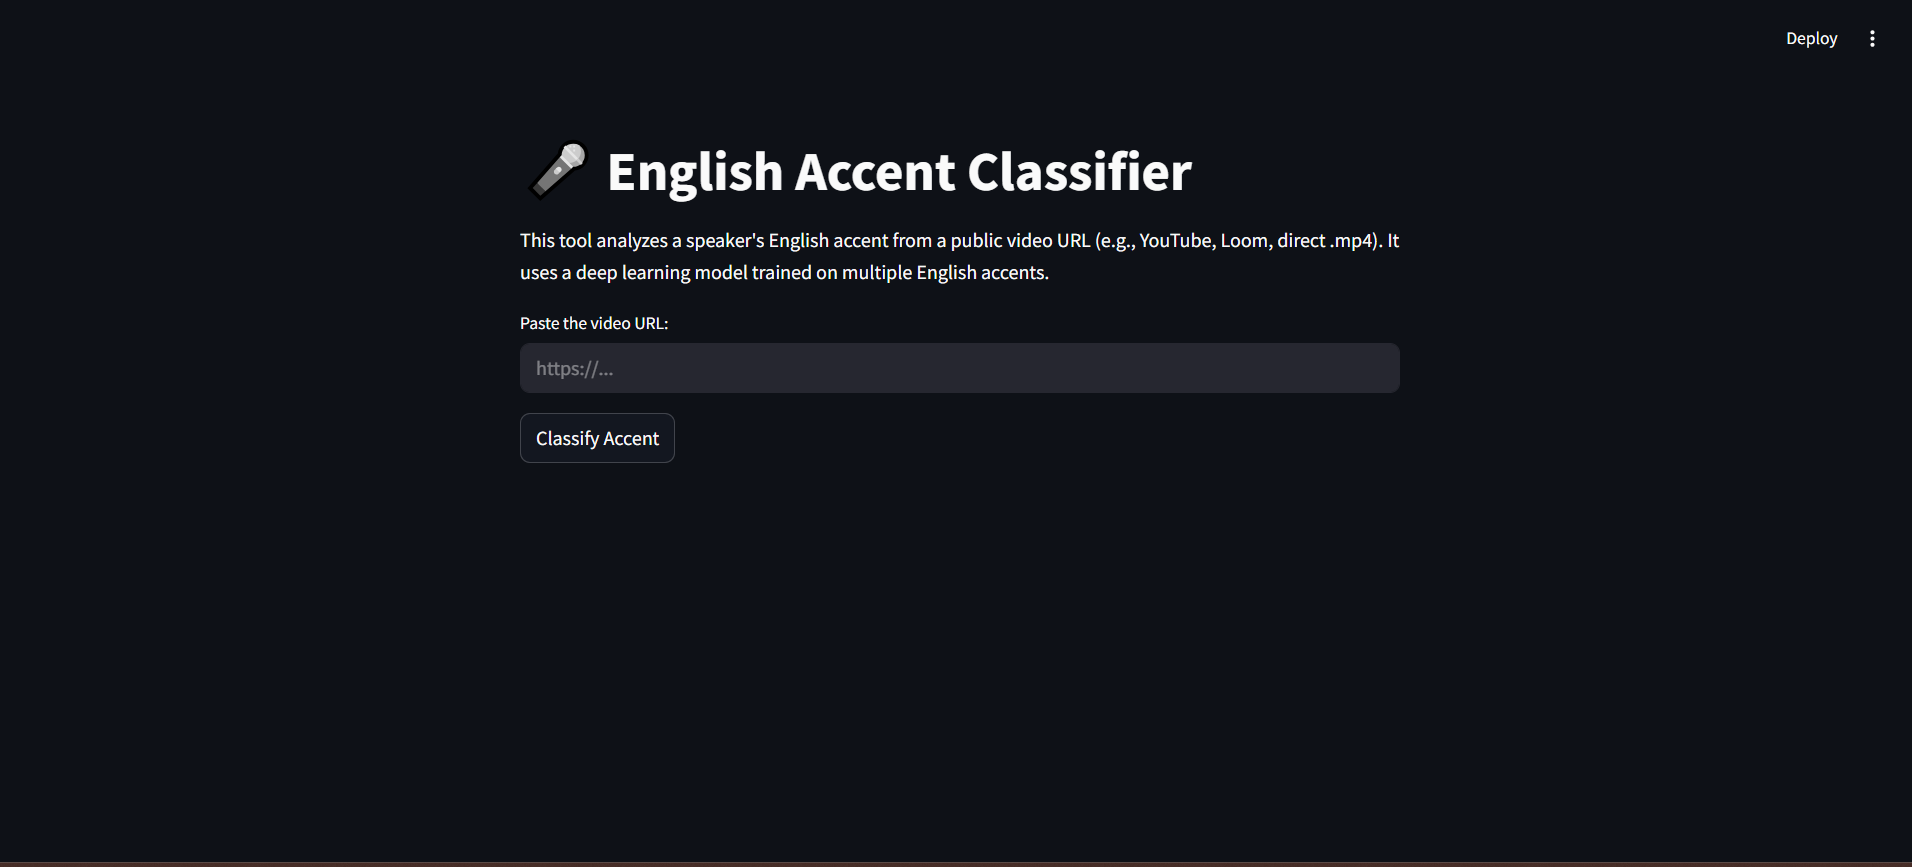 Deploy
English Accent Classifier
This tool analyzes a speaker's English accent from a public video URL (e.g., YouTube, Loom, direct .mp4). It
uses a deep learning model trained on multiple English accents.
Paste the video URL:
https://...
Classify Accent